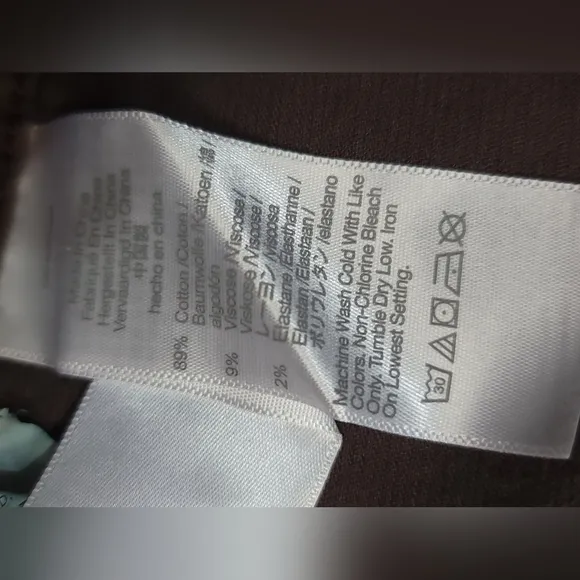 Made in China
Fabriqué en Chine
Hergestellt in China
Vervaardigd in China
中国製
hecho en china
89% Cotton /Coton /
Baumwolle /Katoen /綿 /
algodón
9% Viscose /Viscose /
Viskose /Viscose /
レーヨン /Viscosa
2% Elastane /Elasthanne /
Elastan /Elastaan /
ポリウレタン /elastano
Machine Wash Cold With Like
Colors. Non-Chlorine Bleach
Only. Tumble Dry Low. Iron
On Lowest Setting.
30